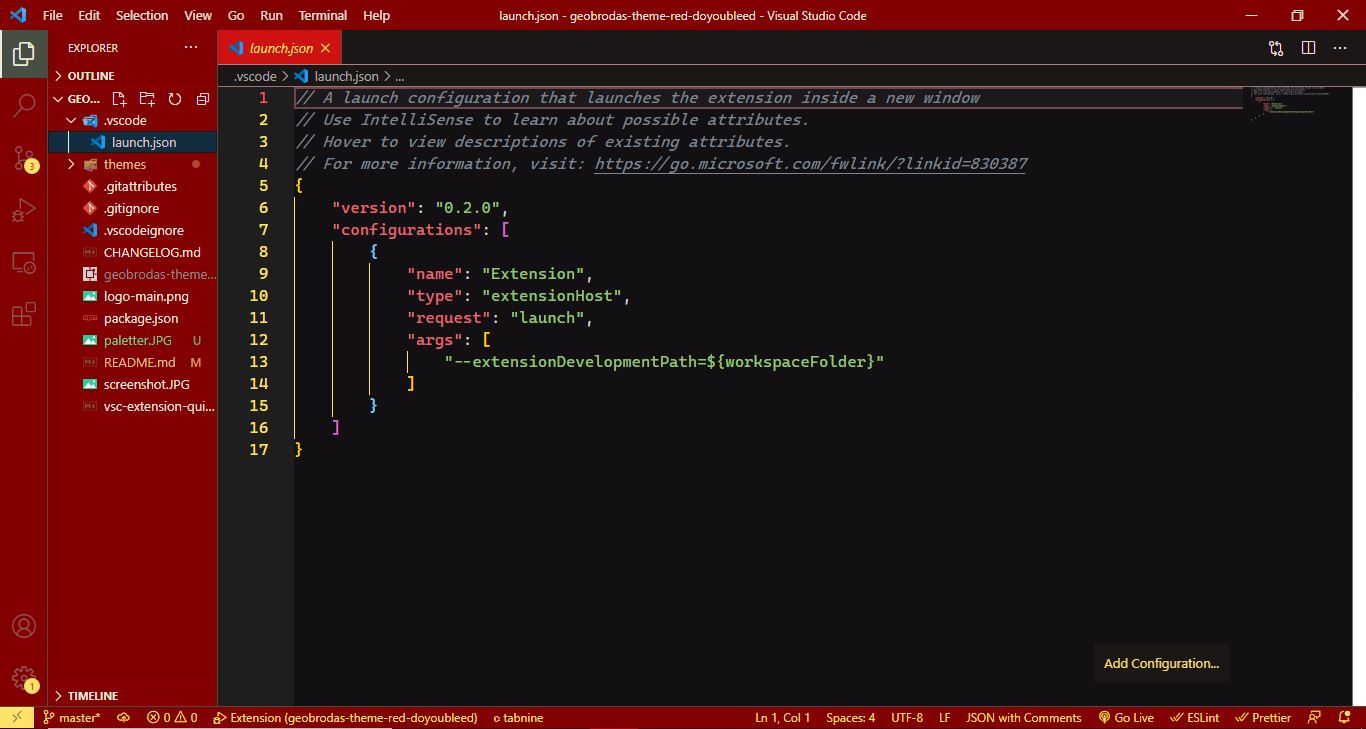 File Edit Selection View Go Run Terminal Help launch.json - geobrodas-theme-red-doyoubleed - Visual Studio Code
EXPLORER
OUTLINE
GEO...
.vscode
launch.json
themes
.gitattributes
.gitignore
.vscodeignore
CHANGELOG.md
geobrodas-theme...
logo-main.png
package.json
paletter.JPG U
README.md M
screenshot.JPG
vsc-extension-qui...
TIMELINE
3
1
launch.json
.vscode > launch.json > ...
1 // A launch configuration that launches the extension inside a new window
2 // Use IntelliSense to learn about possible attributes.
3 // Hover to view descriptions of existing attributes.
4 // For more information, visit: https://go.microsoft.com/fwlink/?linkid=830387
5 {
6 "version": "0.2.0",
7 "configurations": [
8 {
9 "name": "Extension",
10 "type": "extensionHost",
11 "request": "launch",
12 "args": [
13 "--extensionDevelopmentPath=${workspaceFolder}"
14 ]
15 }
16 ]
17 }
Add Configuration...
master* 0 0 Extension (geobrodas-theme-red-doyoubleed) tabnine Ln 1, Col 1 Spaces: 4 UTF-8 LF JSON with Comments Go Live ESLint Prettier